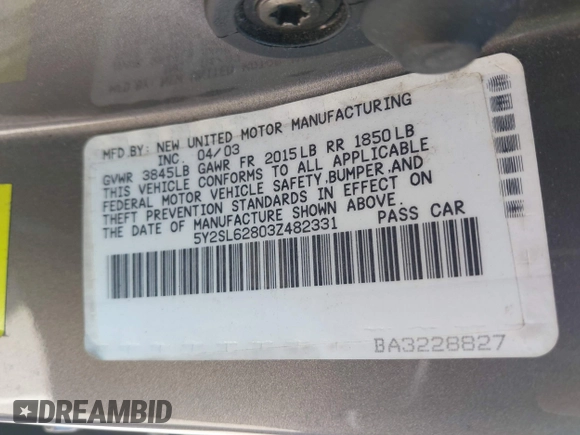 MFD.BY: NEW UNITED MOTOR MANUFACTURING
INC. 04/03
GVWR 3845LB GAWR FR 2015LB RR 1850LB
THIS VEHICLE CONFORMS TO ALL APPLICABLE
FEDERAL MOTOR VEHICLE SAFETY,BUMPER,AND
THEFT PREVENTION STANDARDS IN EFFECT ON
THE DATE OF MANUFACTURE SHOWN ABOVE.
5Y2SL62803Z482331 PASS CAR
BA3228827
DREAMBID